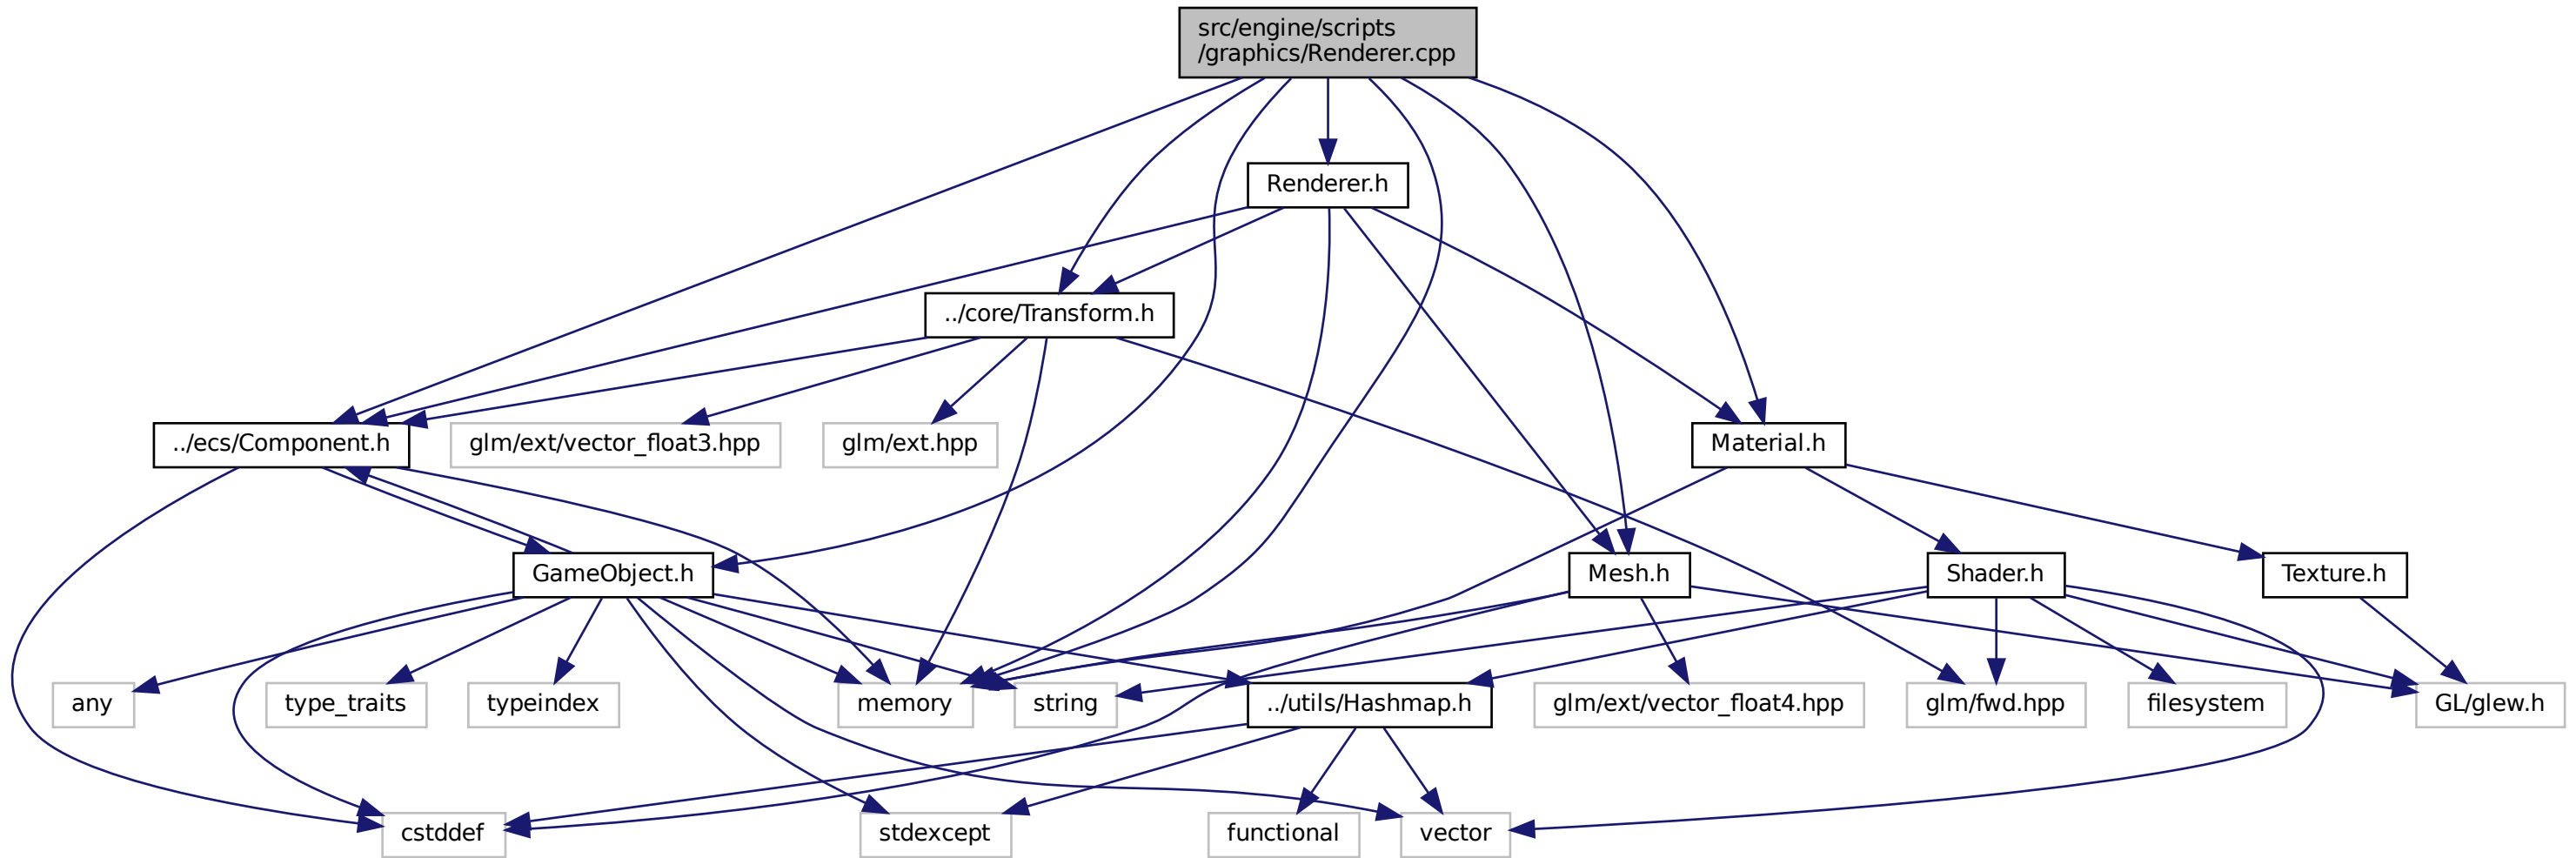 src/engine/scripts
/graphics/Renderer.cpp
Renderer.h
../core/Transform.h
../ecs/Component.h
glm/ext/vector_float3.hpp
glm/ext.hpp
Material.h
GameObject.h
Mesh.h
Shader.h
Texture.h
any
type_traits
typeindex
memory
string
../utils/Hashmap.h
glm/ext/vector_float4.hpp
glm/fwd.hpp
filesystem
GL/glew.h
cstddef
stdexcept
functional
vector